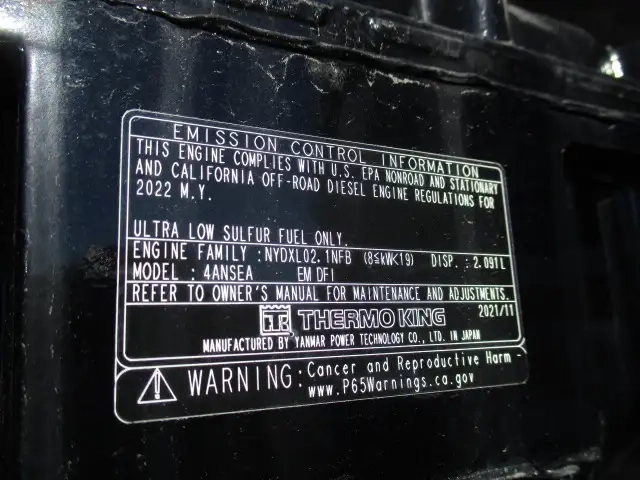 EMISSION CONTROL INFORMATION
THIS ENGINE COMPLIES WITH U.S. EPA NONROAD AND STATIONARY
AND CALIFORNIA OFF-ROAD DIESEL ENGINE REGULATIONS FOR
2022 M.Y.
ULTRA LOW SULFUR FUEL ONLY.
ENGINE FAMILY :NYDXL02.1NFB (8≦kW<19) DISP. :2.091L
MODEL : 4ANSEA EM DFI
REFER TO OWNER'S MANUAL FOR MAINTENANCE AND ADJUSTMENTS.
THERMO KING 2021/11
MANUFACTURED BY YANMAR POWER TECHNOLOGY CO., LTD. IN JAPAN
WARNING: Cancer and Reproductive Harm -
www.P65Warnings.ca.gov